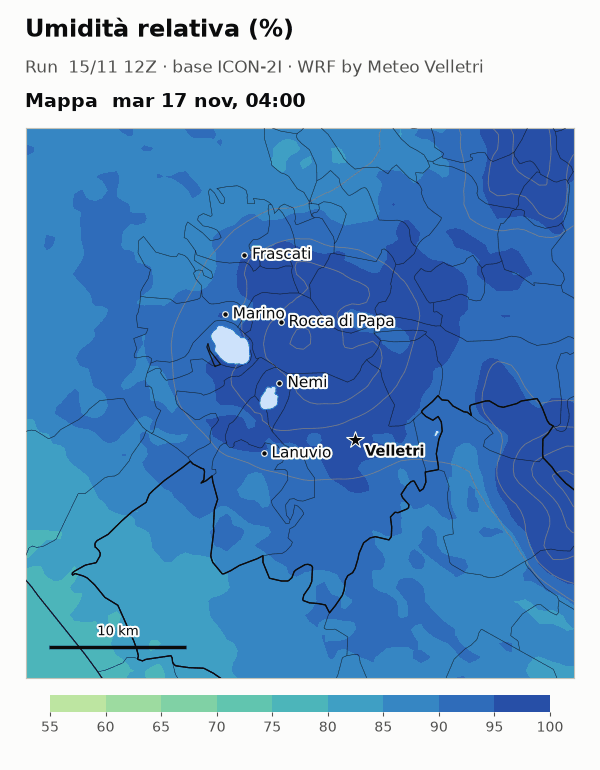 Umidità relativa (%)
Run  15/11 12Z · base ICON-2I · WRF by Meteo Velletri
Mappa  mar 17 nov, 04:00
Frascati
Marino
Rocca di Papa
Nemi
Velletri
Lanuvio
10 km
55 60 65 70 75 80 85 90 95 100